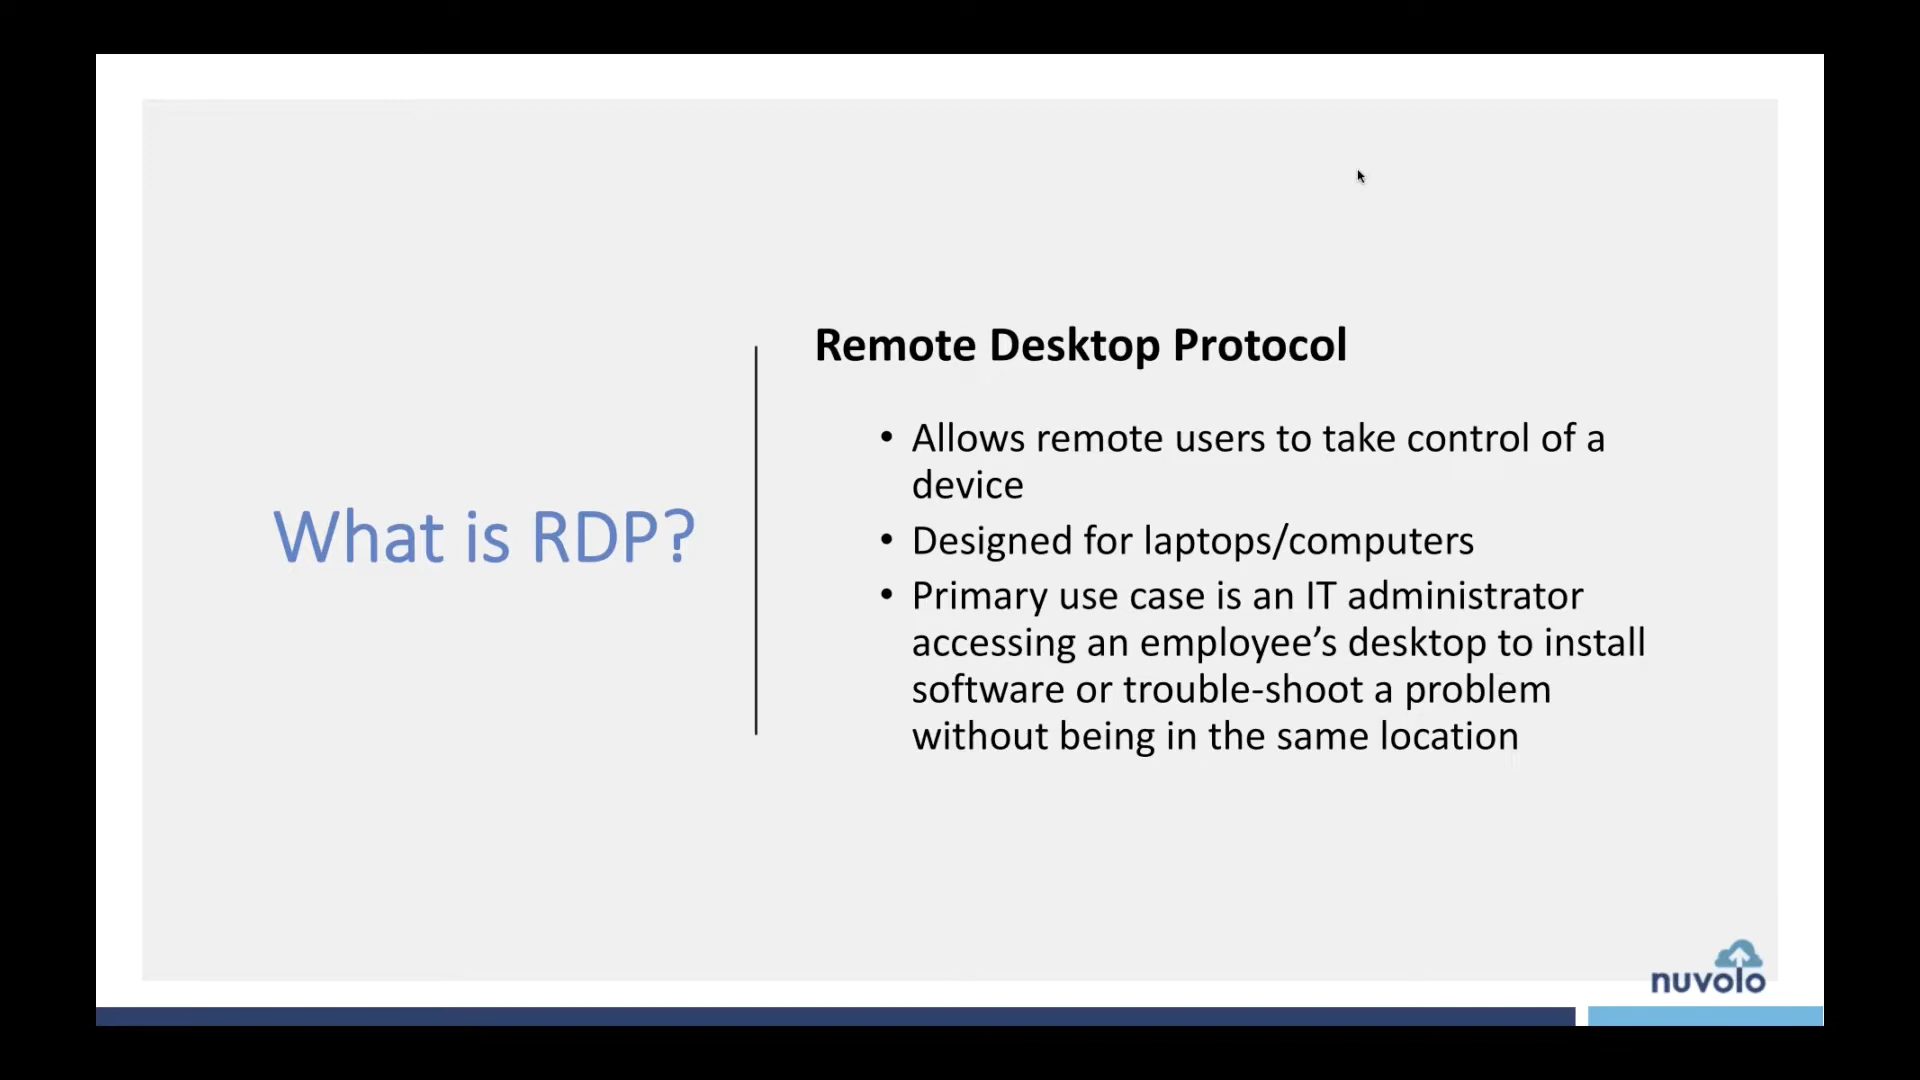 What is RDP?
Remote Desktop Protocol
• Allows remote users to take control of a
device
• Designed for laptops/computers
• Primary use case is an IT administrator
accessing an employee’s desktop to install
software or trouble-shoot a problem
without being in the same location
nuvolo